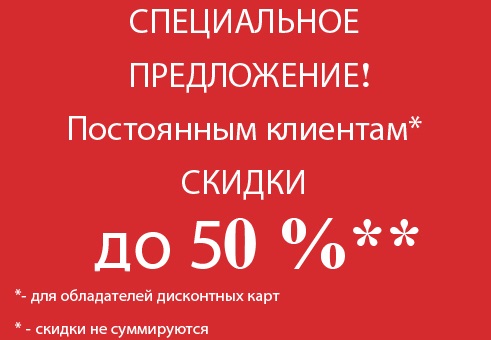 СПЕЦИАЛЬНОЕ
ПРЕДЛОЖЕНИЕ!
Постоянным клиентам*
СКИДКИ
до 50 %**
*- для обладателей дисконтных карт
* - скидки не суммируются